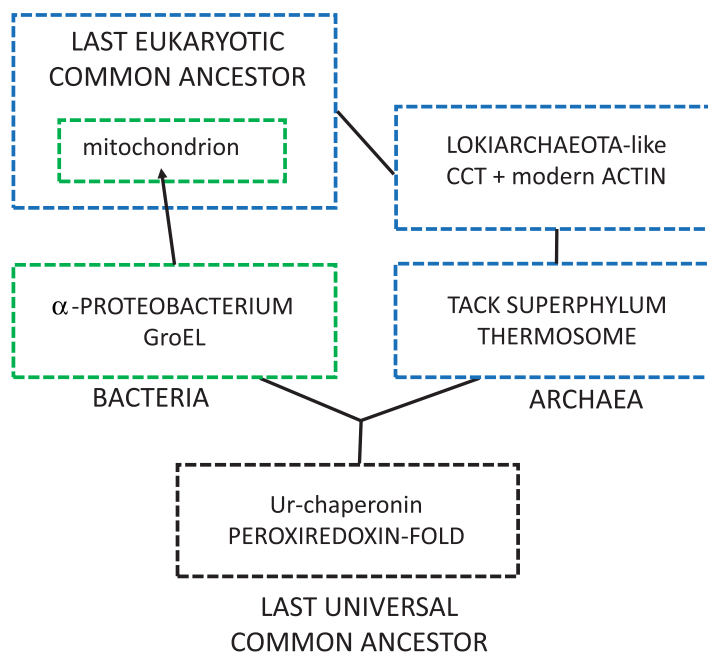 LAST EUKARYOTIC
COMMON ANCESTOR
mitochondrion
LOKIARCHAEOTA-like
CCT + modern ACTIN
α-PROTEOBACTERIUM
GroEL
TACK SUPERPHYLUM
THERMOSOME
BACTERIA
ARCHAEA
Ur-chaperonin
PEROXIREDOXIN-FOLD
LAST UNIVERSAL
COMMON ANCESTOR